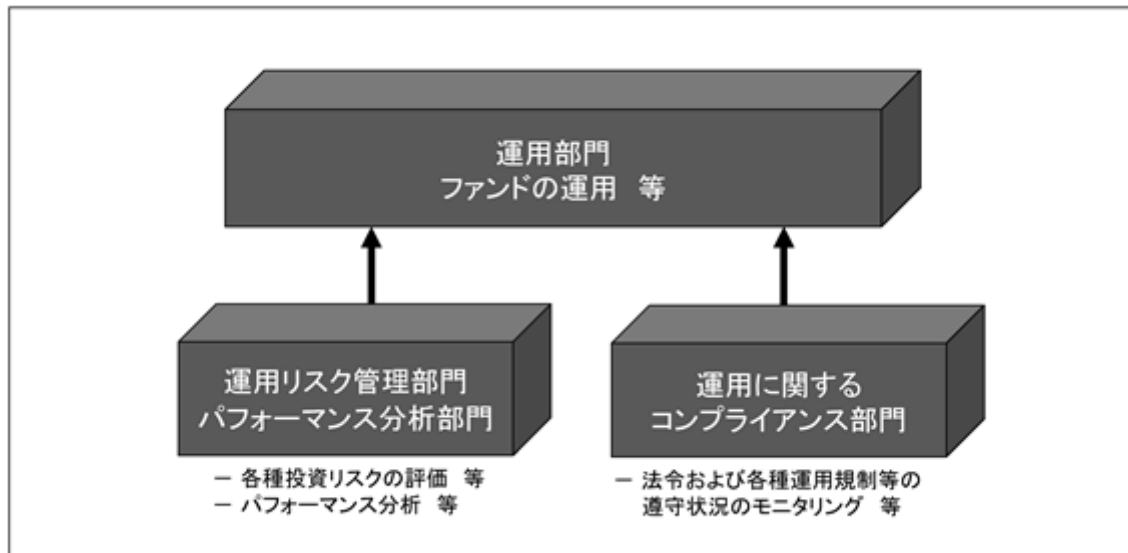 運用部門
ファンドの運用　等
運用リスク管理部門
パフォーマンス分析部門
－ 各種投資リスクの評価　等
－ パフォーマンス分析　等
運用に関する
コンプライアンス部門
－ 法令および各種運用規制等の
遵守状況のモニタリング　等